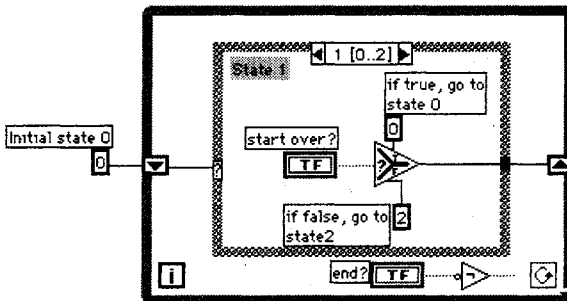 1 [0..2]
State 1
if true, go to
state 0
0
Initial state 0
0
start over?
TF
?
?
if false, go to
state2
2
end?
TF
i